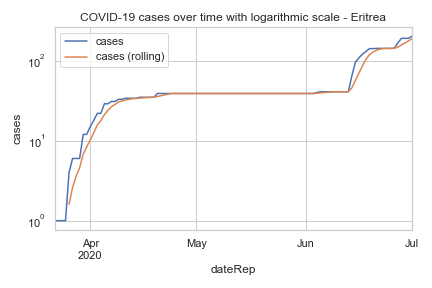 COVID-19 cases over time with logarithmic scale - Eritrea
cases
cases (rolling)
10²
10¹
10⁰
cases
Apr
2020
May
Jun
Jul
dateRep